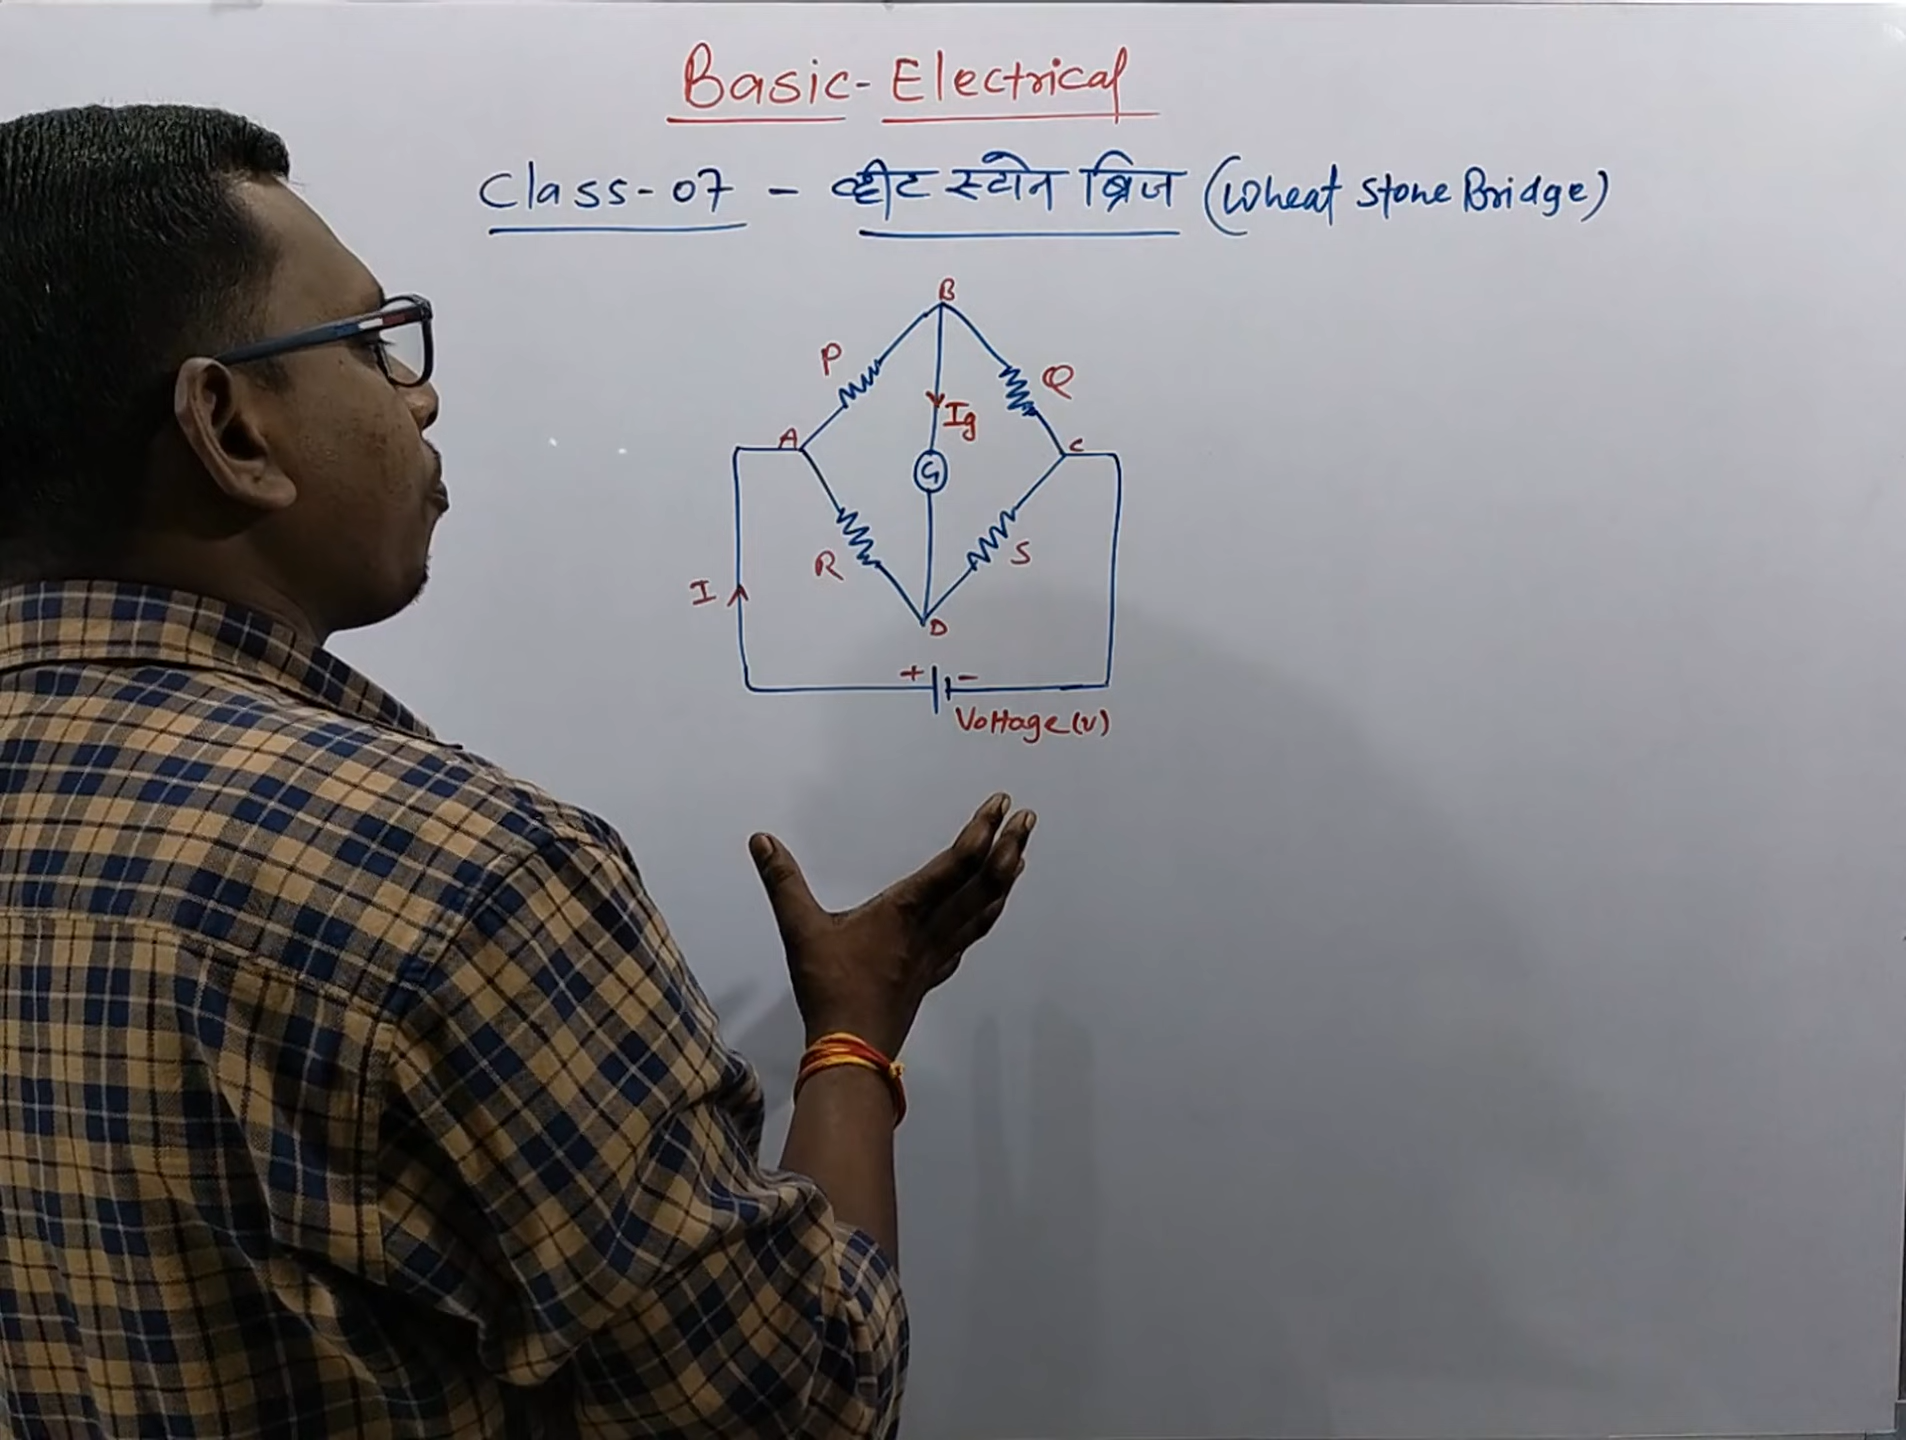 Basic-Electrical
Class-07 - व्हीट स्टोन ब्रिज (Wheat Stone Bridge)
B
P
Q
Ig
A
C
G
R
S
I
D
+ -
Voltage(v)